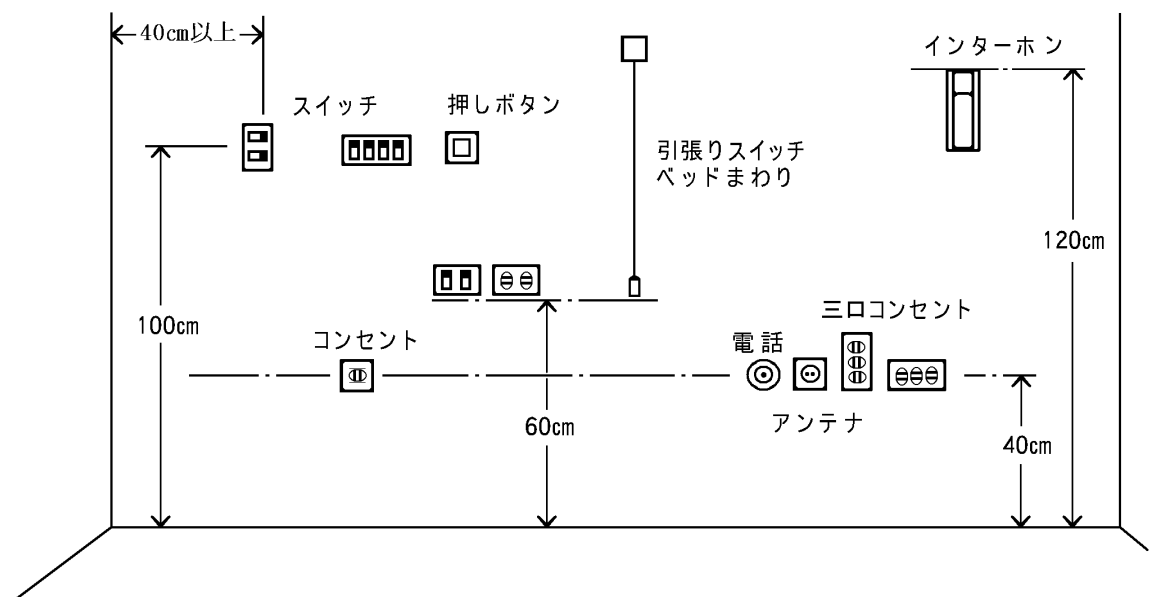 40cm以上
インターホン
スイッチ
押しボタン
引張りスイッチ
ベッドまわり
120cm
100cm
三口コンセント
コンセント
電話
アンテナ
60cm
40cm